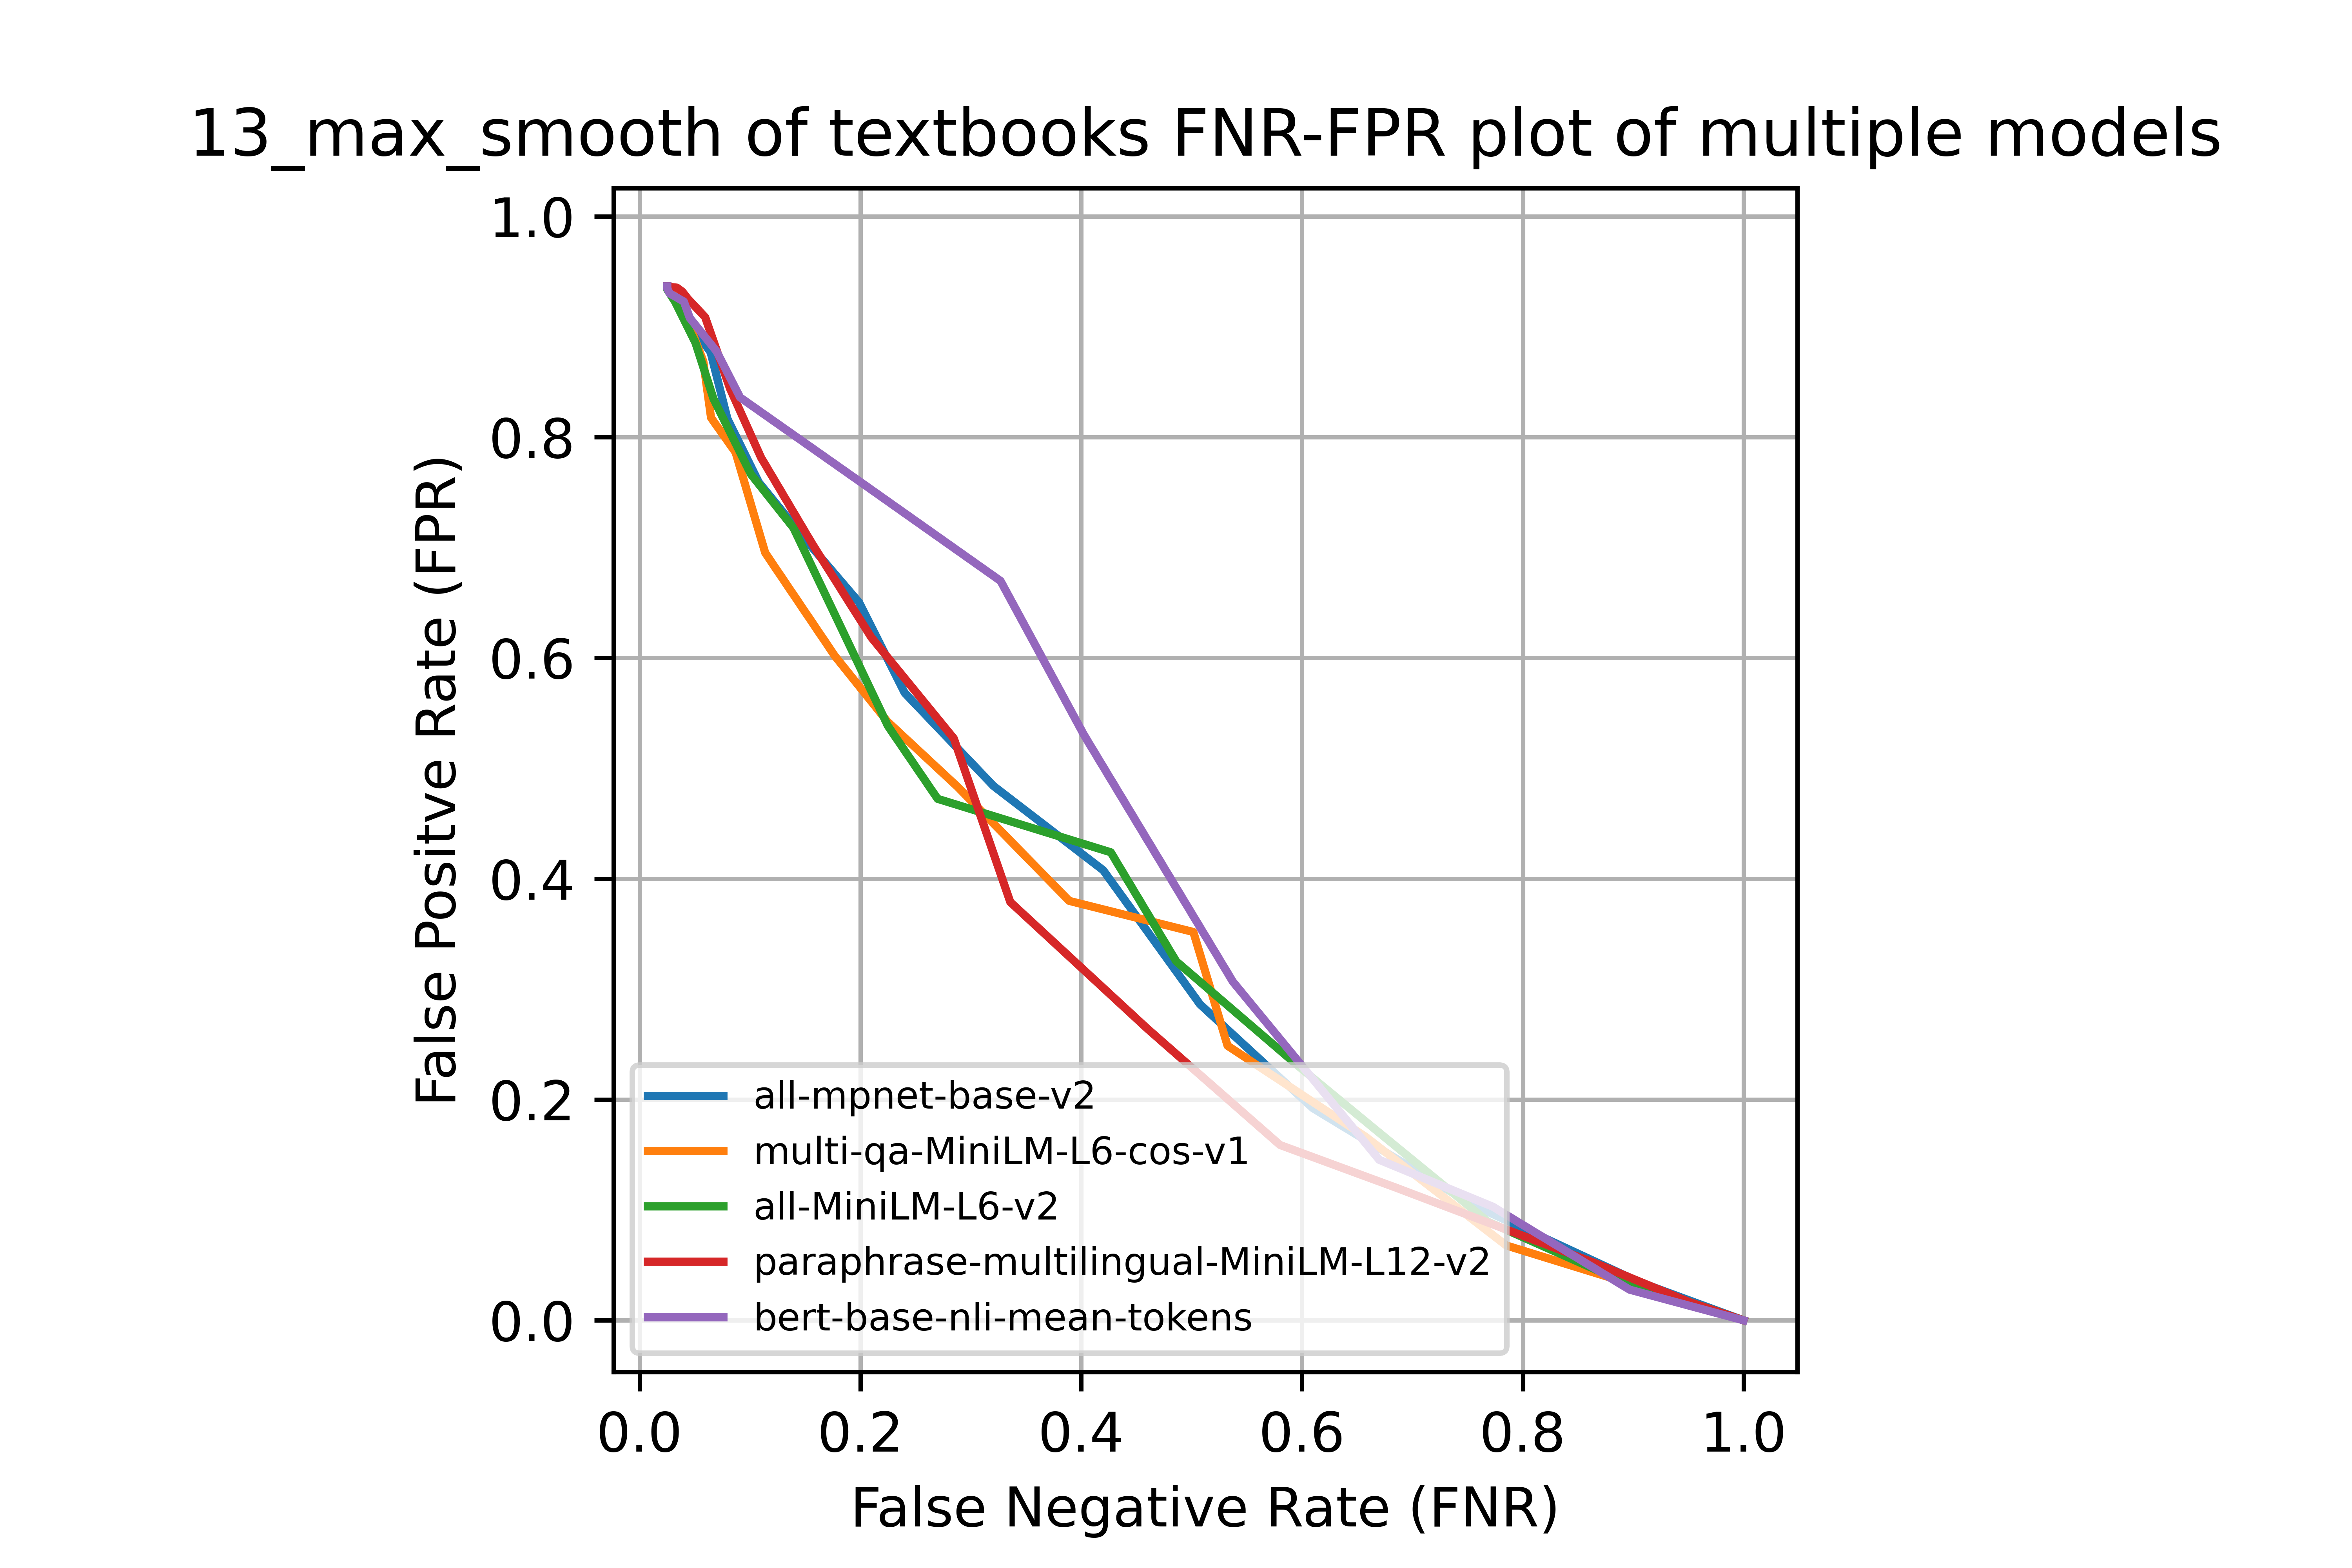 13_max_smooth of textbooks FNR-FPR plot of multiple models
False Positve Rate (FPR)
1.0
0.8
0.6
0.4
0.2
0.0
all-mpnet-base-v2
multi-qa-MiniLM-L6-cos-v1
all-MiniLM-L6-v2
paraphrase-multilingual-MiniLM-L12-v2
bert-base-nli-mean-tokens
0.0 0.2 0.4 0.6 0.8 1.0
False Negative Rate (FNR)